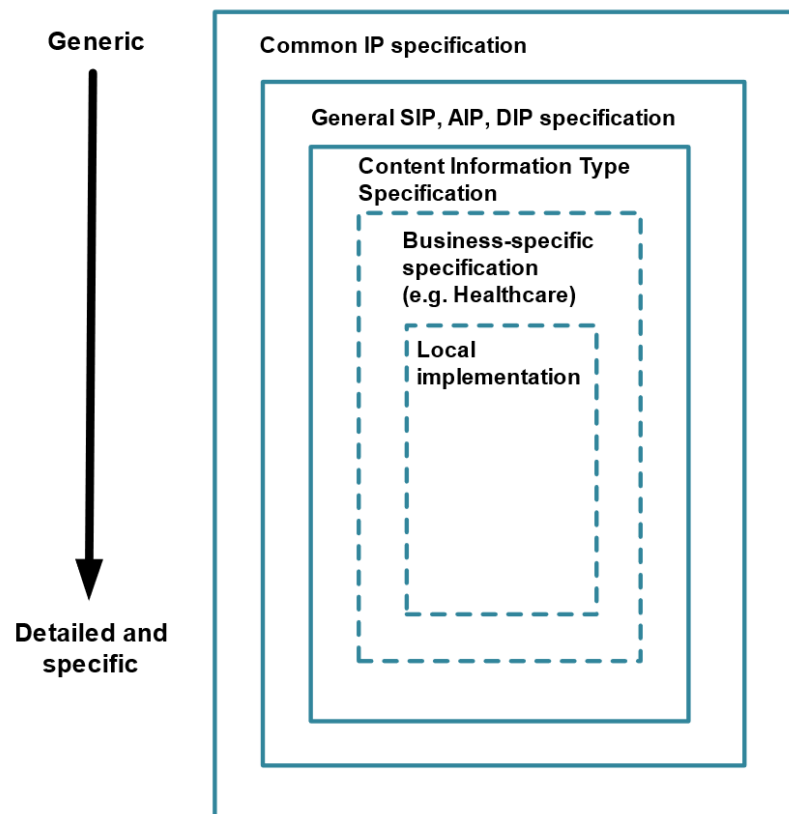 Generic
Common IP specification
General SIP, AIP, DIP specification
Content Information Type
Specification
Business-specific
specification
(e.g. Healthcare)
Local
implementation
Detailed and
specific